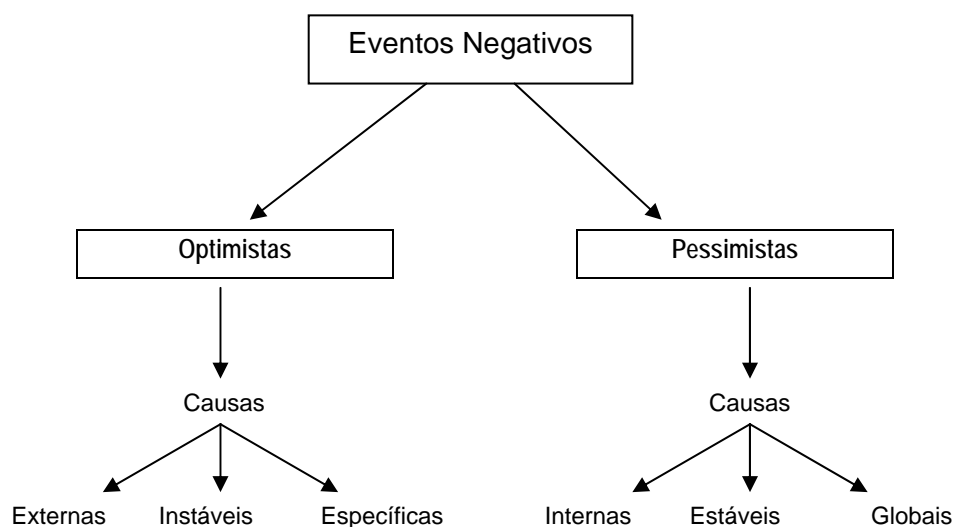 Eventos Negativos
Optimistas Pessimistas
Causas Causas
Externas Instáveis Específicas Internas Estáveis Globais